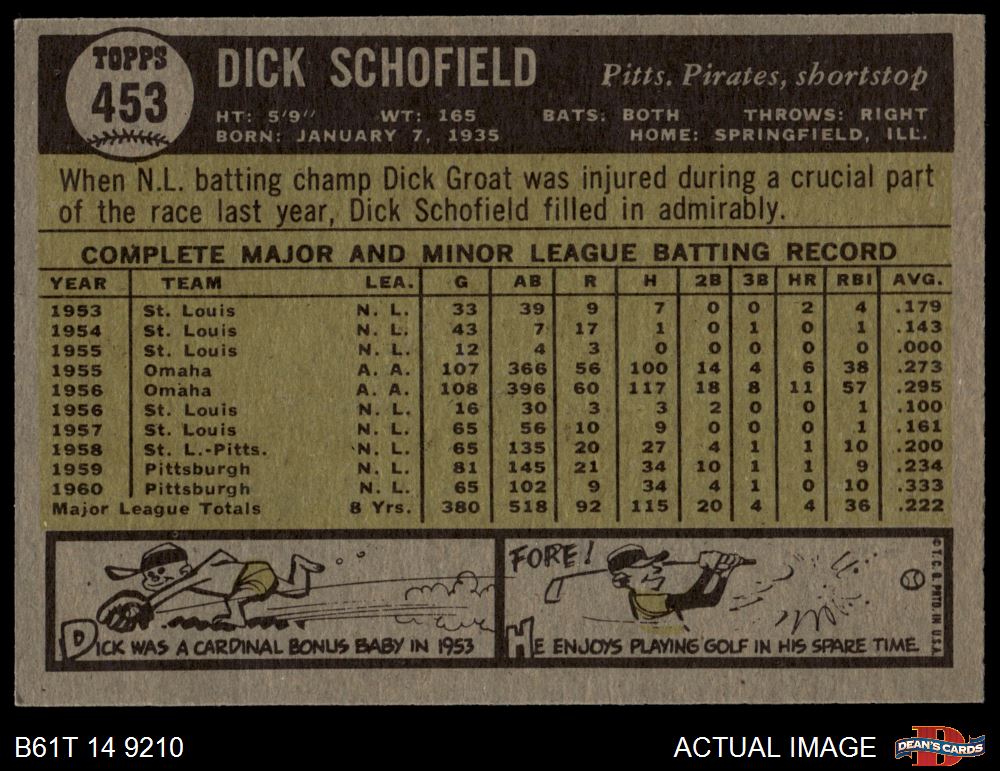 TOPPS
453
DICK SCHOFIELD
Pitts. Pirates, shortstop
HT: 5'9" WT: 165 BATS: BOTH THROWS: RIGHT
BORN: JANUARY 7, 1935 HOME: SPRINGFIELD, ILL.
When N.L. batting champ Dick Groat was injured during a crucial part
of the race last year, Dick Schofield filled in admirably.
COMPLETE MAJOR AND MINOR LEAGUE BATTING RECORD
YEAR TEAM LEA. G AB R H 2B 3B HR RBI AVG.
1953 St. Louis N. L. 33 39 9 7 0 0 2 4 .179
1954 St. Louis N. L. 43 7 17 1 0 1 0 1 .143
1955 St. Louis N. L. 12 4 3 0 0 0 0 0 .000
1955 Omaha A. A. 107 366 56 100 14 4 6 38 .273
1956 Omaha A. A. 108 396 60 117 18 8 11 57 .295
1956 St. Louis N. L. 16 30 3 3 2 0 0 1 .100
1957 St. Louis N. L. 65 56 10 9 0 0 0 1 .161
1958 St. L.-Pitts. N. L. 65 135 20 27 4 1 1 10 .200
1959 Pittsburgh N. L. 81 145 21 34 10 1 1 9 .234
1960 Pittsburgh N. L. 65 102 9 34 4 1 0 10 .333
Major League Totals 8 Yrs. 380 518 92 115 20 4 4 36 .222
DICK WAS A CARDINAL BONUS BABY IN 1953
FORE!
HE ENJOYS PLAYING GOLF IN HIS SPARE TIME.
© T. C. G. PRTD. IN U.S.A.
B61T 14 9210
ACTUAL IMAGE
D
DEAN'S CARDS